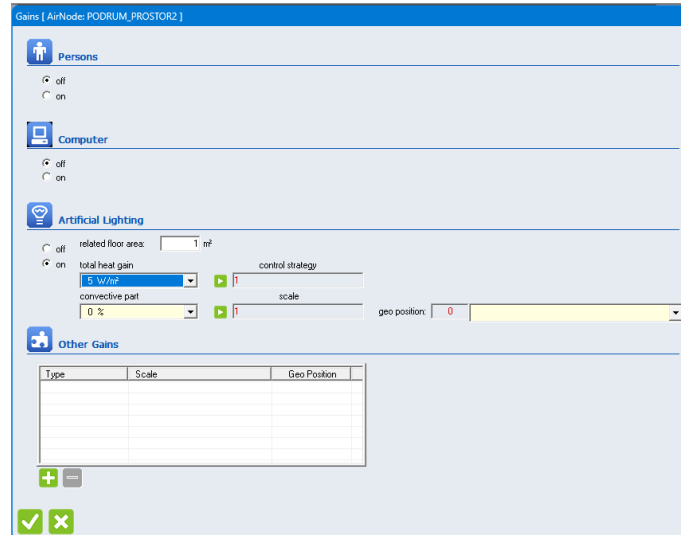 Gains [ AirNode: PODRUM_PROSTOR2 ]
Persons
off
on
Computer
off
on
Artificial Lighting
off related floor area: 1 m²
on total heat gain control strategy
5 W/m² 1
convective part scale
0 % 1 geo position: 0
Other Gains
Type Scale Geo Position